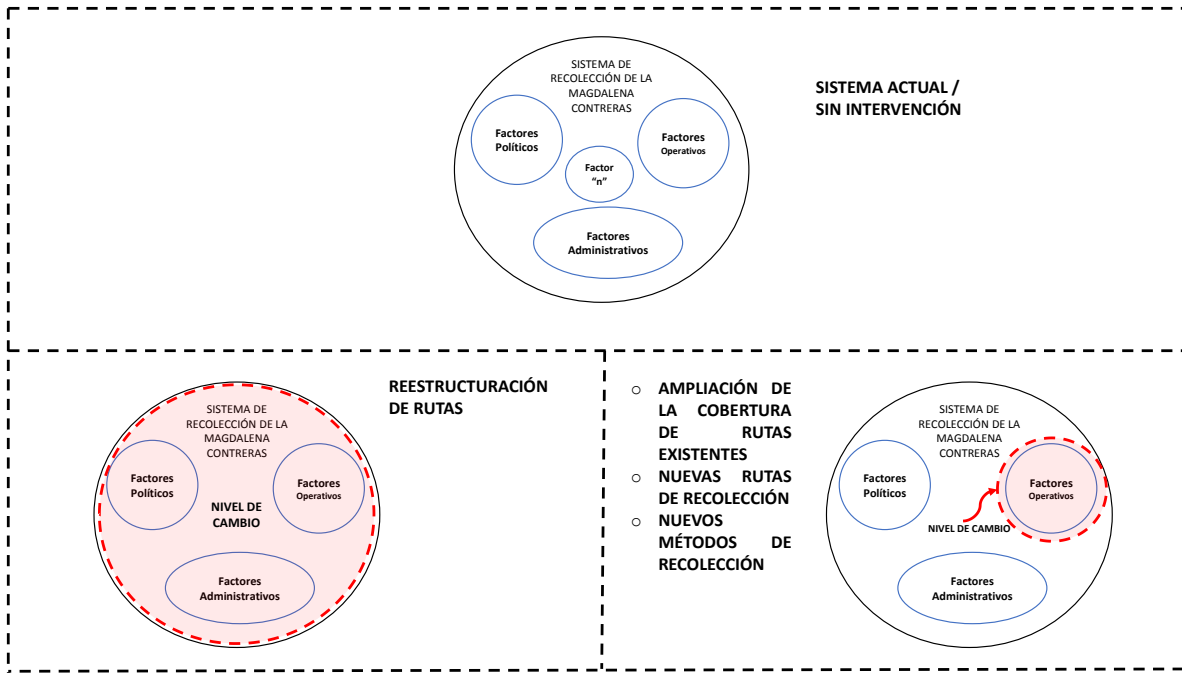 SISTEMA DE
RECOLECCIÓN DE LA
MAGDALENA
CONTRERAS
Factores
Políticos
Factores
Operativos
Factor
“n”
Factores
Administrativos
SISTEMA ACTUAL /
SIN INTERVENCIÓN
SISTEMA DE
RECOLECCIÓN DE LA
MAGDALENA
CONTRERAS
Factores
Políticos
Factores
Operativos
NIVEL DE
CAMBIO
Factores
Administrativos
REESTRUCTURACIÓN
DE RUTAS
○ AMPLIACIÓN DE
LA COBERTURA
DE RUTAS
EXISTENTES
○ NUEVAS RUTAS
DE RECOLECCIÓN
○ NUEVOS
MÉTODOS DE
RECOLECCIÓN
SISTEMA DE
RECOLECCIÓN DE LA
MAGDALENA
CONTRERAS
Factores
Políticos
Factores
Operativos
NIVEL DE CAMBIO
Factores
Administrativos